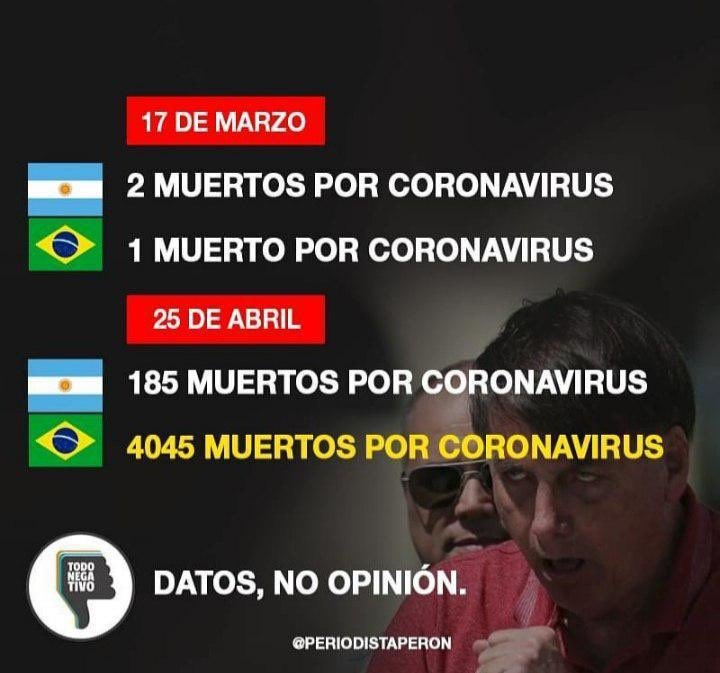 17 DE MARZO
2 MUERTOS POR CORONAVIRUS
1 MUERTO POR CORONAVIRUS
25 DE ABRIL
185 MUERTOS POR CORONAVIRUS
4045 MUERTOS POR CORONAVIRUS
TODO
NEGA
TIVO
DATOS, NO OPINIÓN.
@PERIODISTAPERON